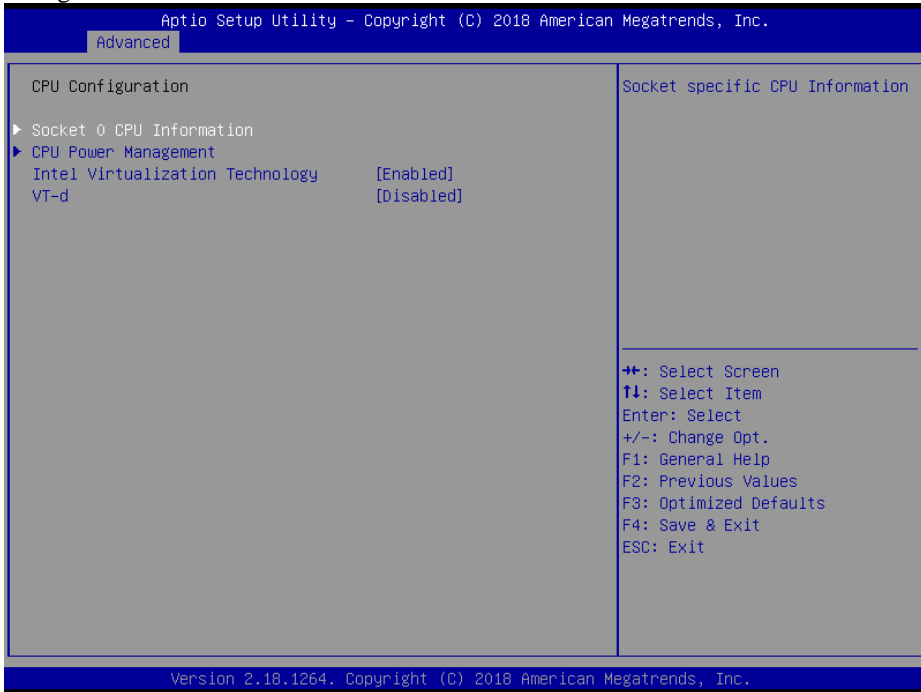 Aptio Setup Utility – Copyright (C) 2018 American Megatrends, Inc.
Advanced
CPU Configuration
Socket specific CPU Information
Socket 0 CPU Information
CPU Power Management
Intel Virtualization Technology [Enabled]
VT-d [Disabled]
→←: Select Screen
↑↓: Select Item
Enter: Select
+/-: Change Opt.
F1: General Help
F2: Previous Values
F3: Optimized Defaults
F4: Save & Exit
ESC: Exit
Version 2.18.1264. Copyright (C) 2018 American Megatrends, Inc.